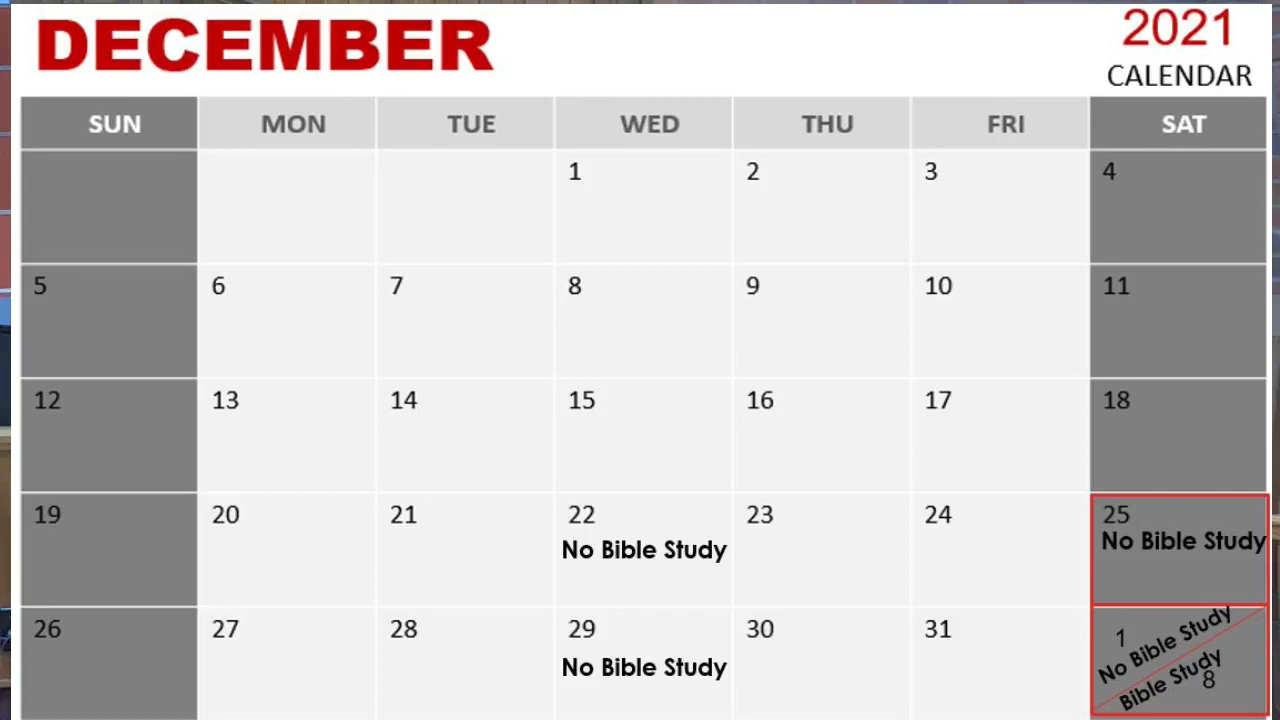 DECEMBER
2021
CALENDAR
SUN MON TUE WED THU FRI SAT
1 2 3 4
5 6 7 8 9 10 11
12 13 14 15 16 17 18
19 20 21 22 23 24 25
No Bible Study No Bible Study
26 27 28 29 30 31 1
No Bible Study
No Bible Study
Bible Study
8